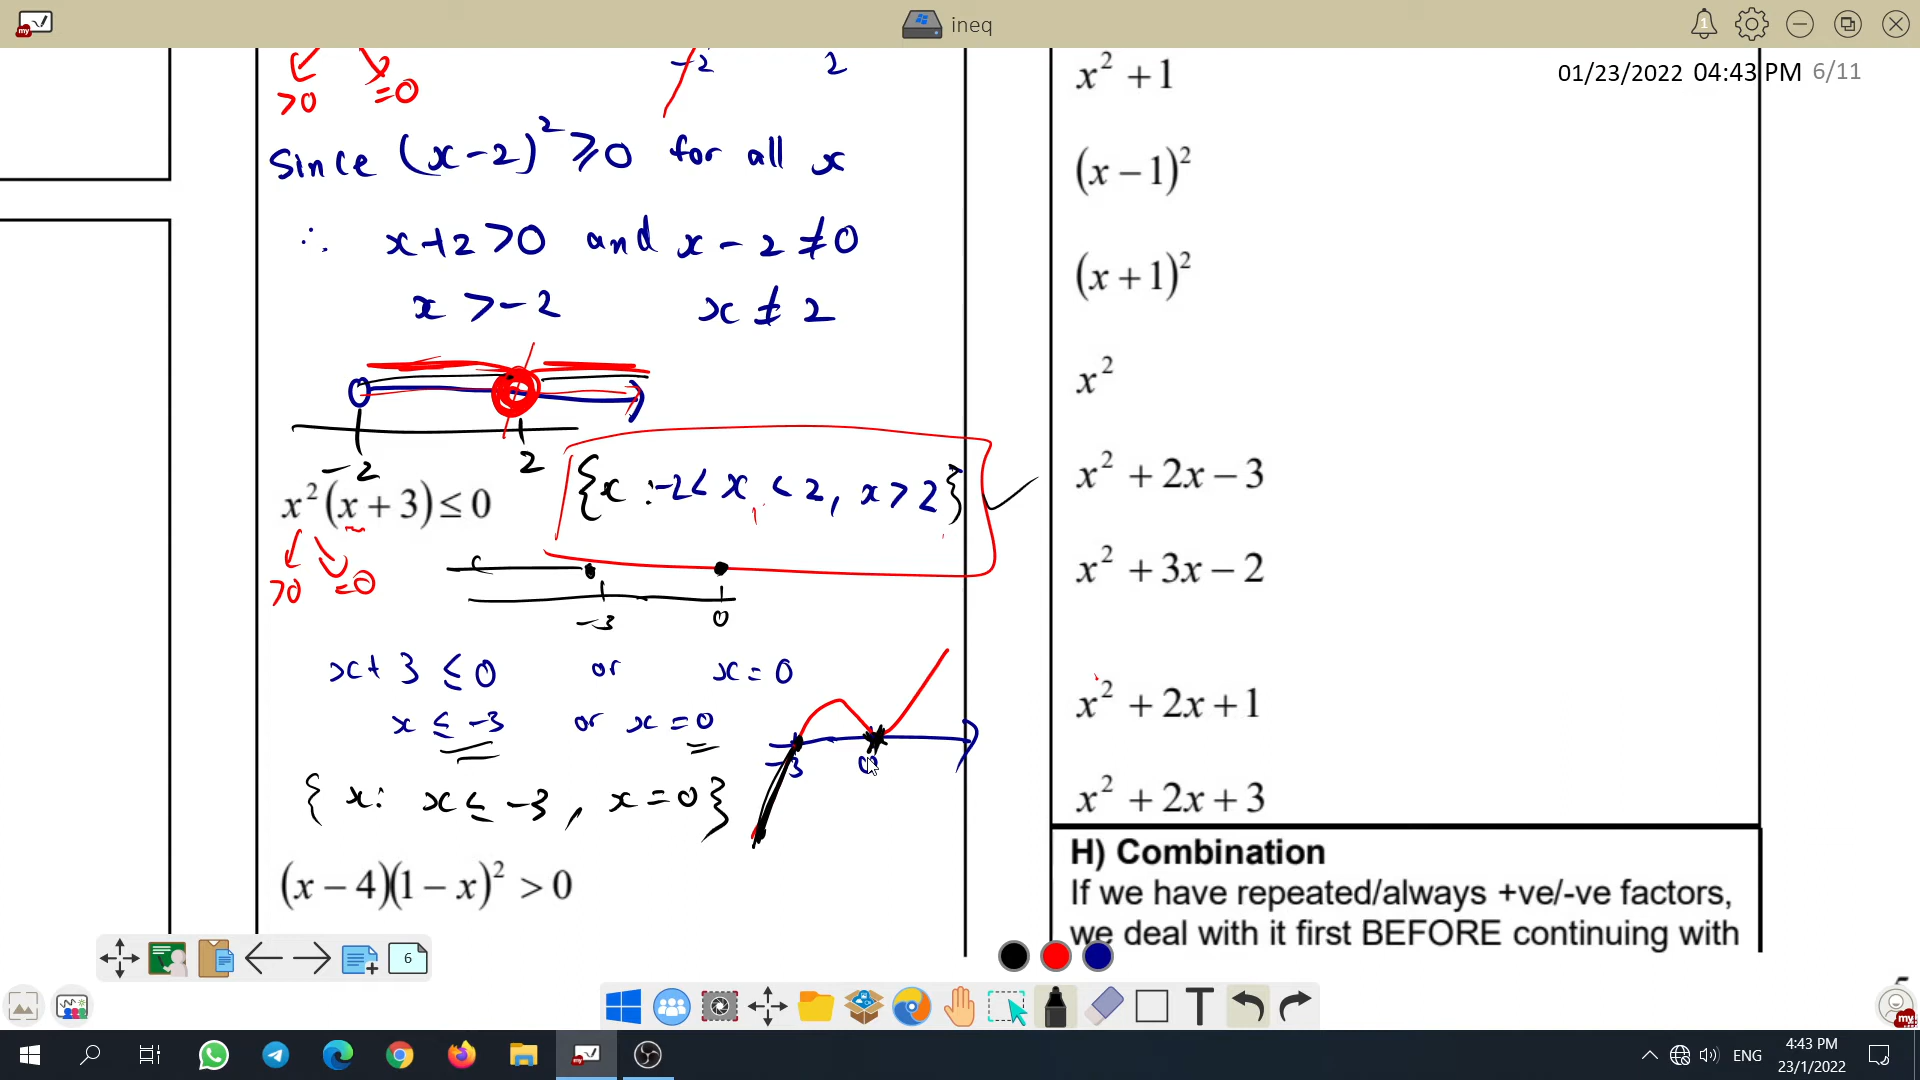 ineq
01/23/2022 04:43 PM 6/11
>0 =0
-2 2
Since (x-2)² ⩾0 for all x
∴ x+2>0 and x-2≠0
x >-2 x ≠ 2
-2 2
x²(x + 3) ≤ 0
{x : -2< x < 2, x > 2}
>0 =0
-3 0
x+3 ≤ 0 or x = 0
x ≤ -3 or x = 0
-3 0
{ x: x ≤ -3 , x = 0 }
(x – 4)(1 – x)² > 0
x² + 1
(x – 1)²
(x + 1)²
x²
x² + 2x – 3
x² + 3x – 2
x² + 2x + 1
x² + 2x + 3
H) Combination
If we have repeated/always +ve/-ve factors,
we deal with it first BEFORE continuing with
6
T
my
ENG
4:43 PM
23/1/2022